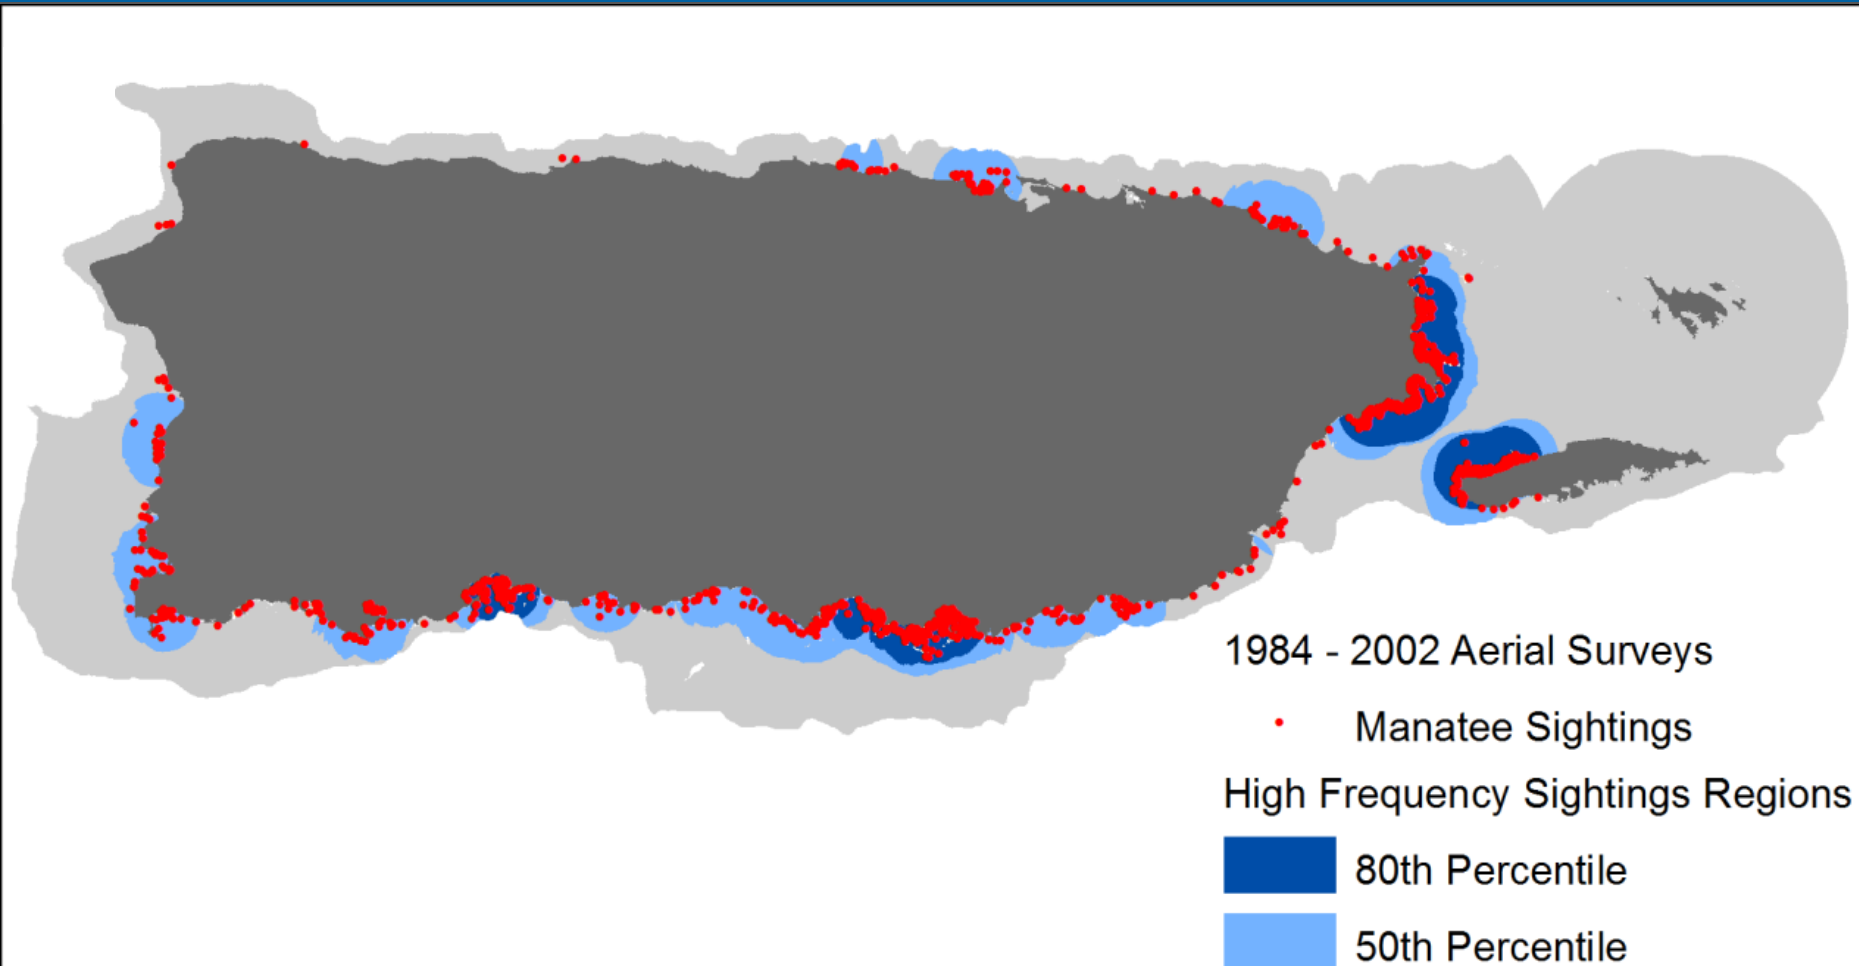 1984 - 2002 Aerial Surveys
Manatee Sightings
High Frequency Sightings Regions
80th Percentile
50th Percentile